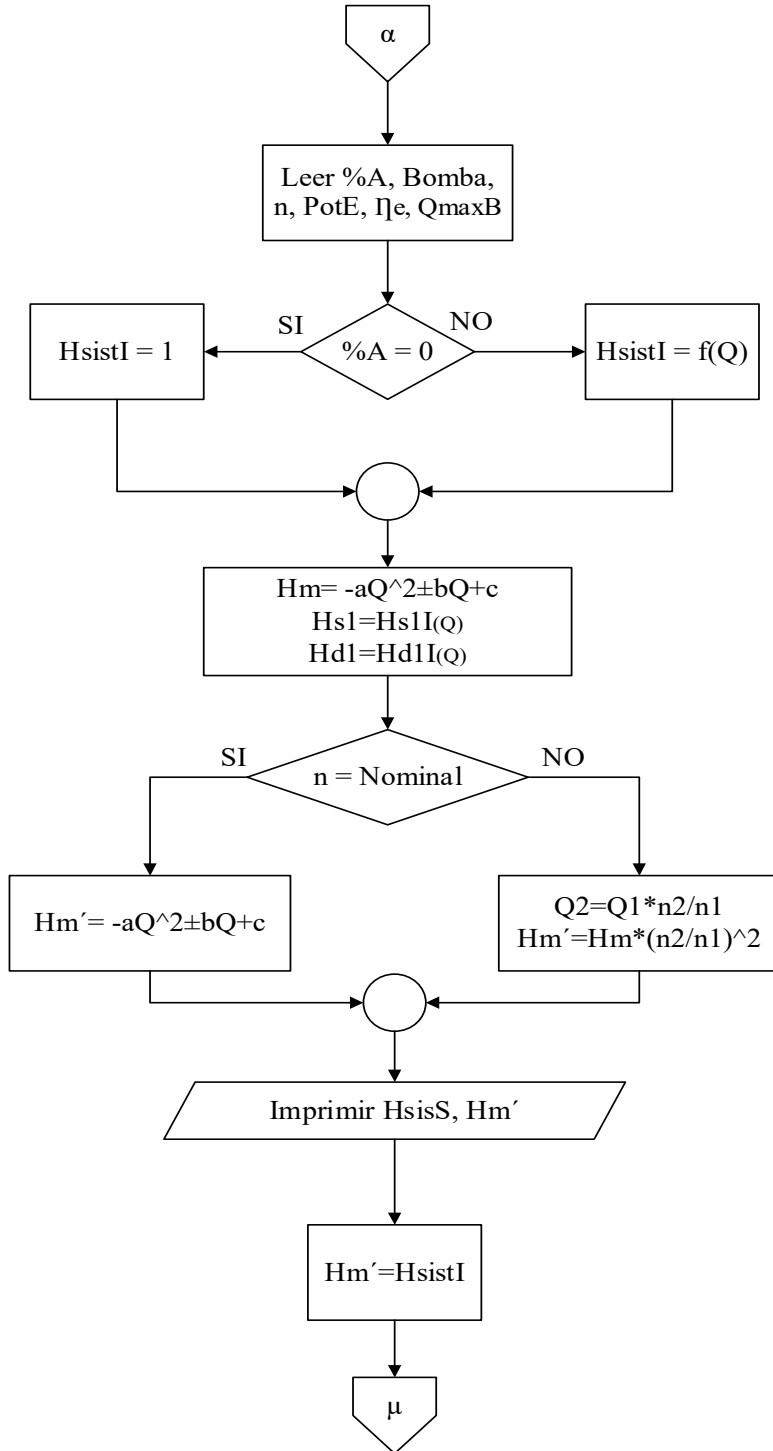 α
Leer %A, Bomba,
n, PotE, Ƞe, QmaxB
SI
NO
HsistI = 1
%A = 0
HsistI = f(Q)
Hm= -aQ^2±bQ+c
Hs1=Hs1I(Q)
Hd1=Hd1I(Q)
SI
NO
n = Nominal
Hm´= -aQ^2±bQ+c
Q2=Q1*n2/n1
Hm´=Hm*(n2/n1)^2
Imprimir HsisS, Hm´
Hm´=HsistI
μ